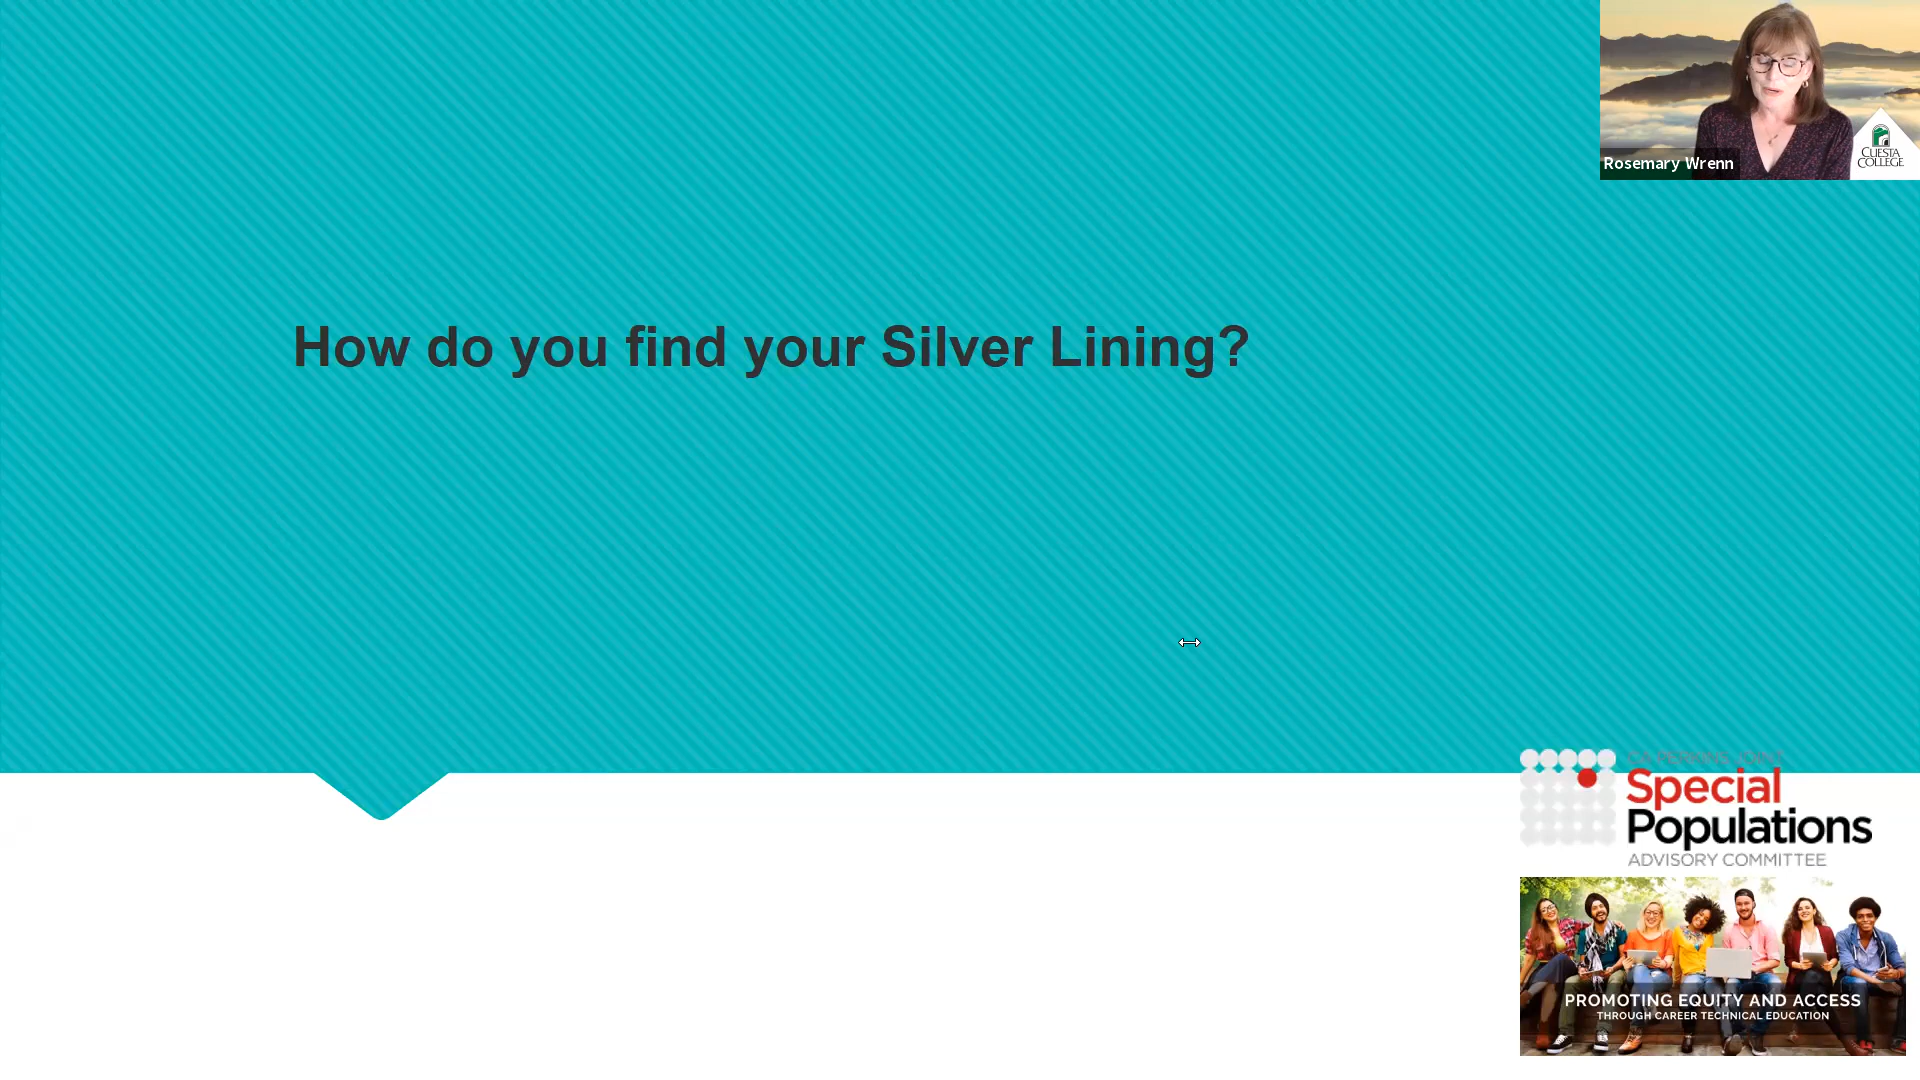 How do you find your Silver Lining?
Rosemary Wrenn
CUESTA
COLLEGE
CA PERKINS JOINT
Special
Populations
ADVISORY COMMITTEE
PROMOTING EQUITY AND ACCESS
THROUGH CAREER TECHNICAL EDUCATION